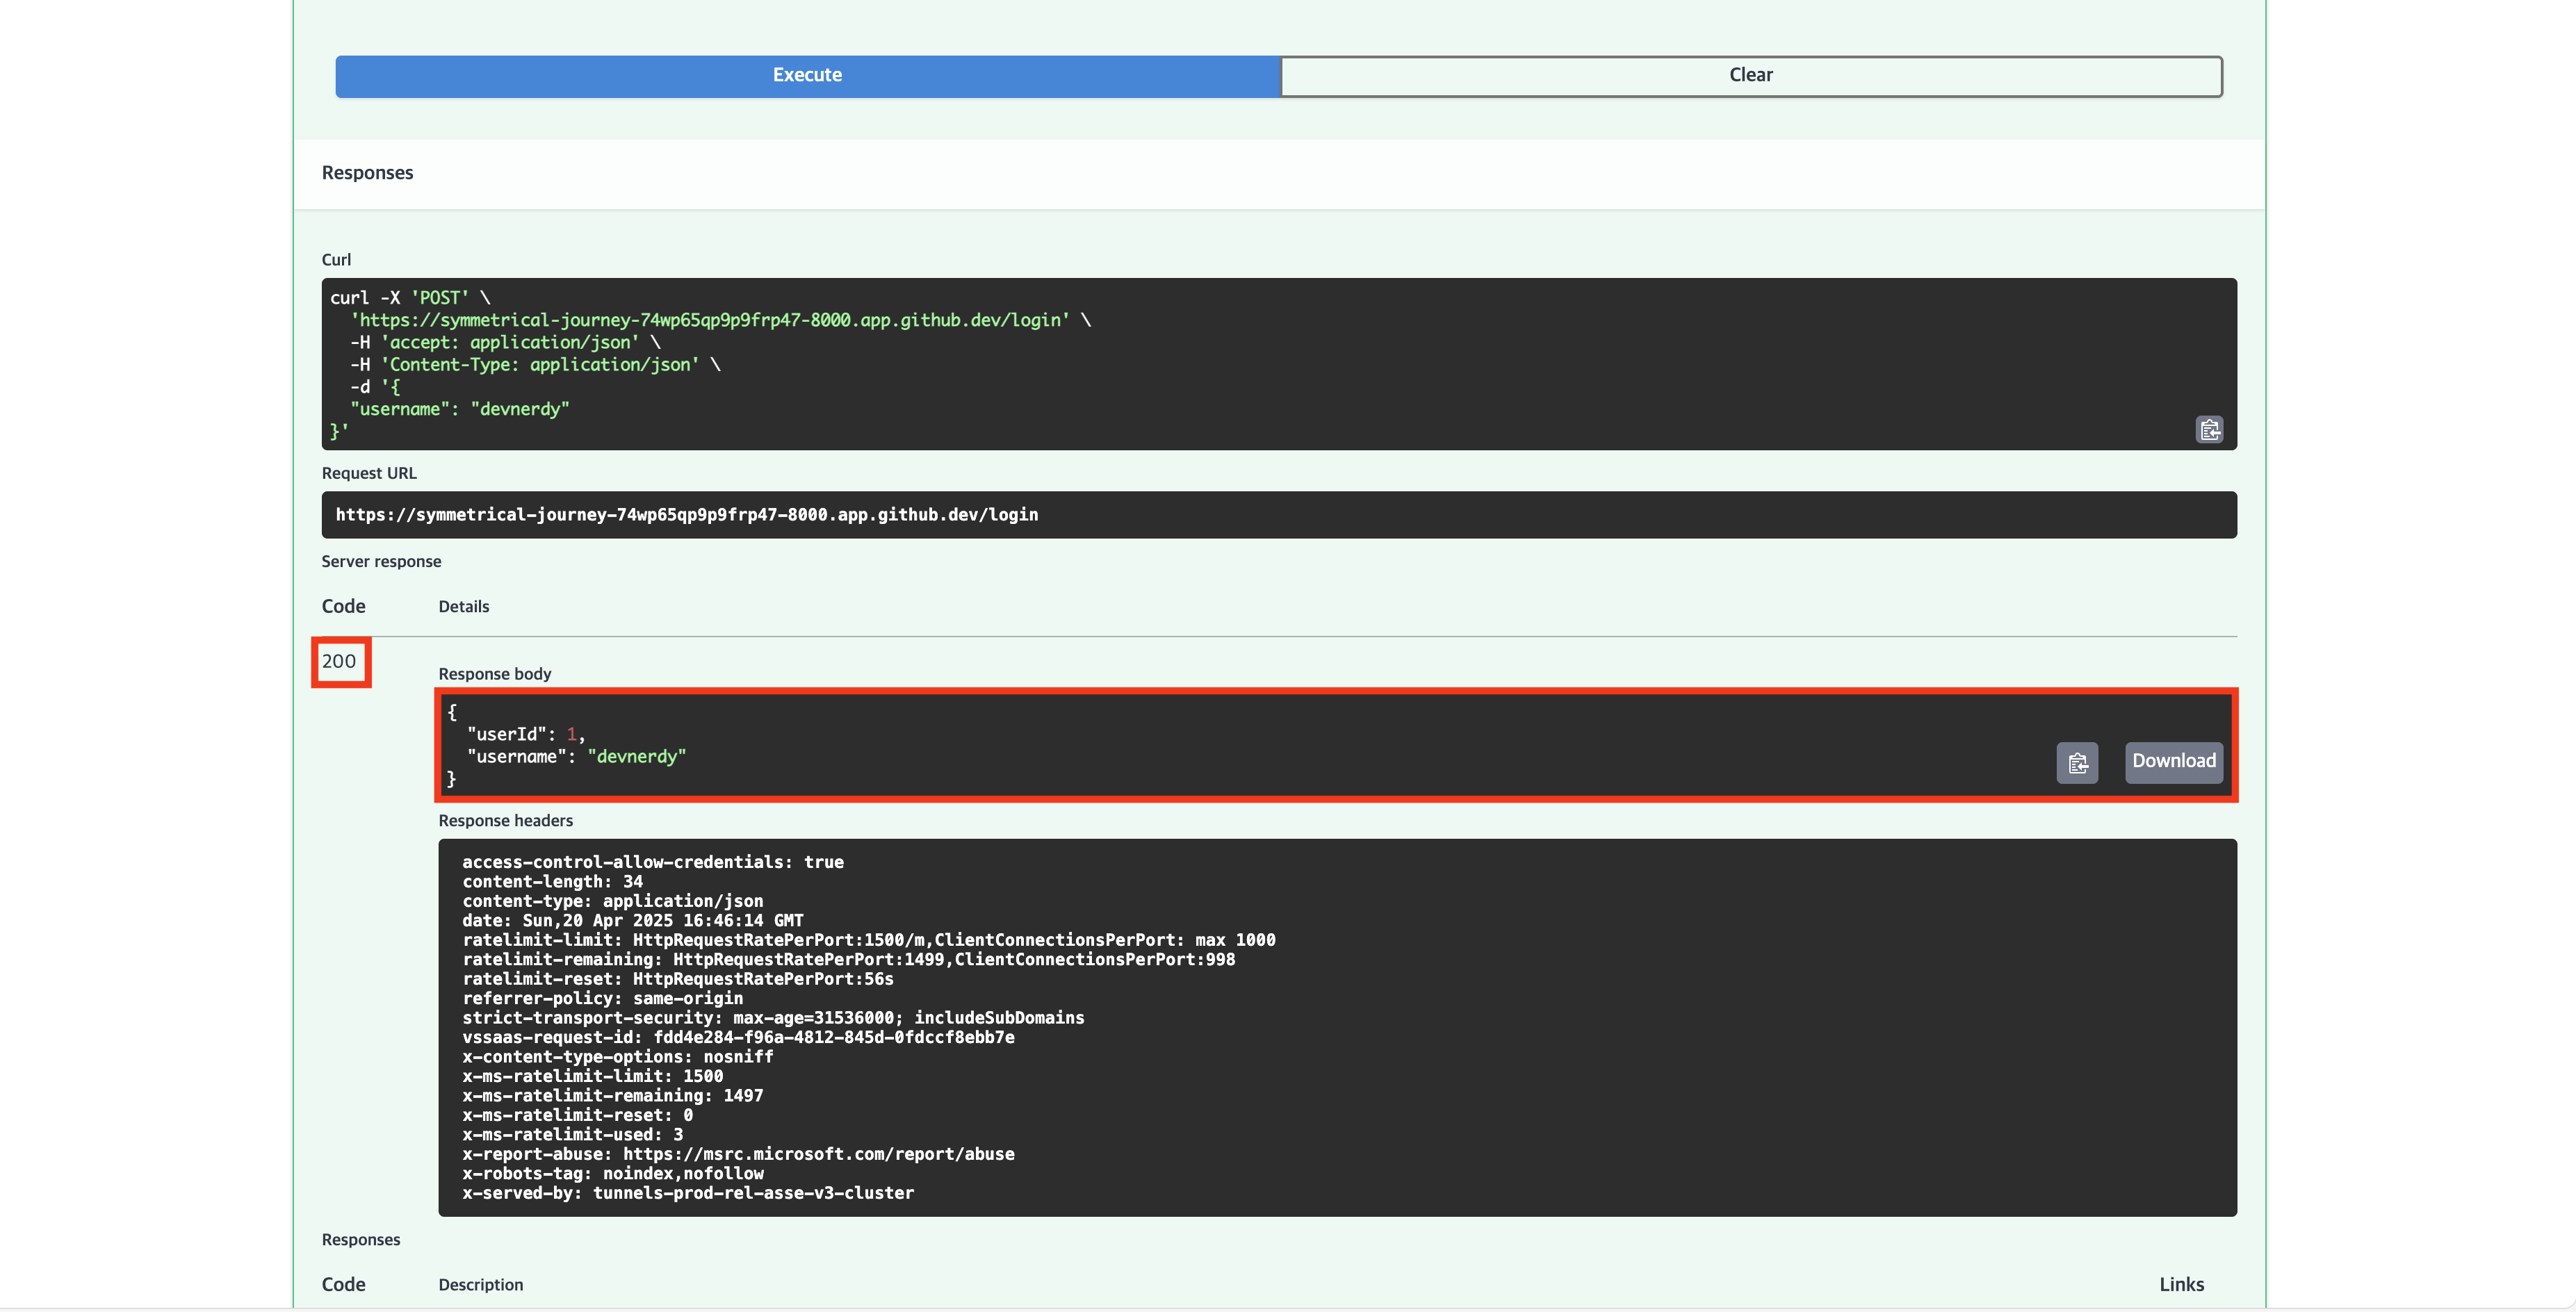 Execute
Clear
Responses
Curl
curl -X 'POST' \
'https://symmetrical-journey-74wp65qp9p9frp47-8000.app.github.dev/login' \
-H 'accept: application/json' \
-H 'Content-Type: application/json' \
-d '{
"username": "devnerdy"
}'
Request URL
https://symmetrical-journey-74wp65qp9p9frp47-8000.app.github.dev/login
Server response
Code Details
200
Response body
{
"userId": 1,
"username": "devnerdy"
}
Download
Response headers
access-control-allow-credentials: true
content-length: 34
content-type: application/json
date: Sun,20 Apr 2025 16:46:14 GMT
ratelimit-limit: HttpRequestRatePerPort:1500/m,ClientConnectionsPerPort: max 1000
ratelimit-remaining: HttpRequestRatePerPort:1499,ClientConnectionsPerPort:998
ratelimit-reset: HttpRequestRatePerPort:56s
referrer-policy: same-origin
strict-transport-security: max-age=31536000; includeSubDomains
vssaas-request-id: fdd4e284-f96a-4812-845d-0fdccf8ebb7e
x-content-type-options: nosniff
x-ms-ratelimit-limit: 1500
x-ms-ratelimit-remaining: 1497
x-ms-ratelimit-reset: 0
x-ms-ratelimit-used: 3
x-report-abuse: https://msrc.microsoft.com/report/abuse
x-robots-tag: noindex,nofollow
x-served-by: tunnels-prod-rel-asse-v3-cluster
Responses
Code Description Links